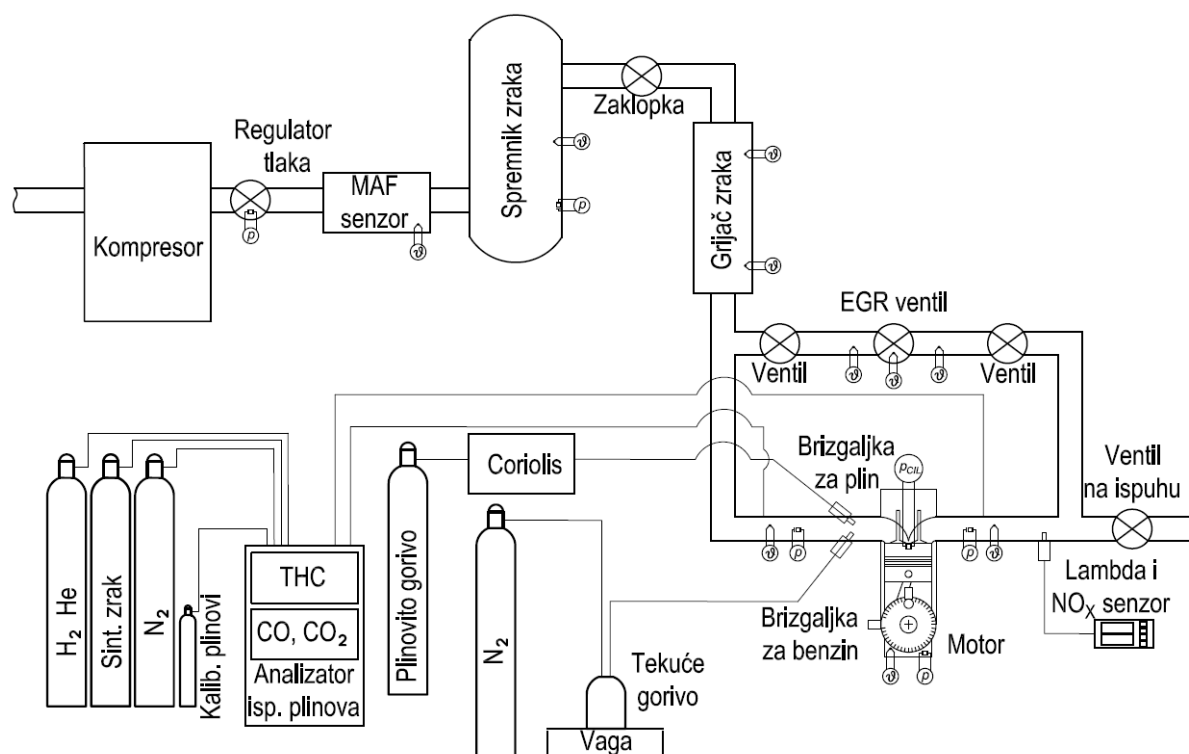 Kompresor
Regulator
tlaka
p
MAF
senzor
ϑ
Spremnik zraka
ϑ
p
Zaklopka
Grijač zraka
ϑ
ϑ
EGR ventil
Ventil
ϑ
ϑ
ϑ
Ventil
H₂ He
Sint. zrak
N₂
Kalib. plinovi
THC
CO, CO₂
Analizator
isp. plinova
Plinovito gorivo
Coriolis
N₂
Tekuće
gorivo
Vaga
Brizgaljka
za plin
Brizgaljka
za benzin
ϑ
p
pCIL
p
ϑ
Motor
ϑ
p
Ventil
na ispuhu
Lambda i
NOX senzor